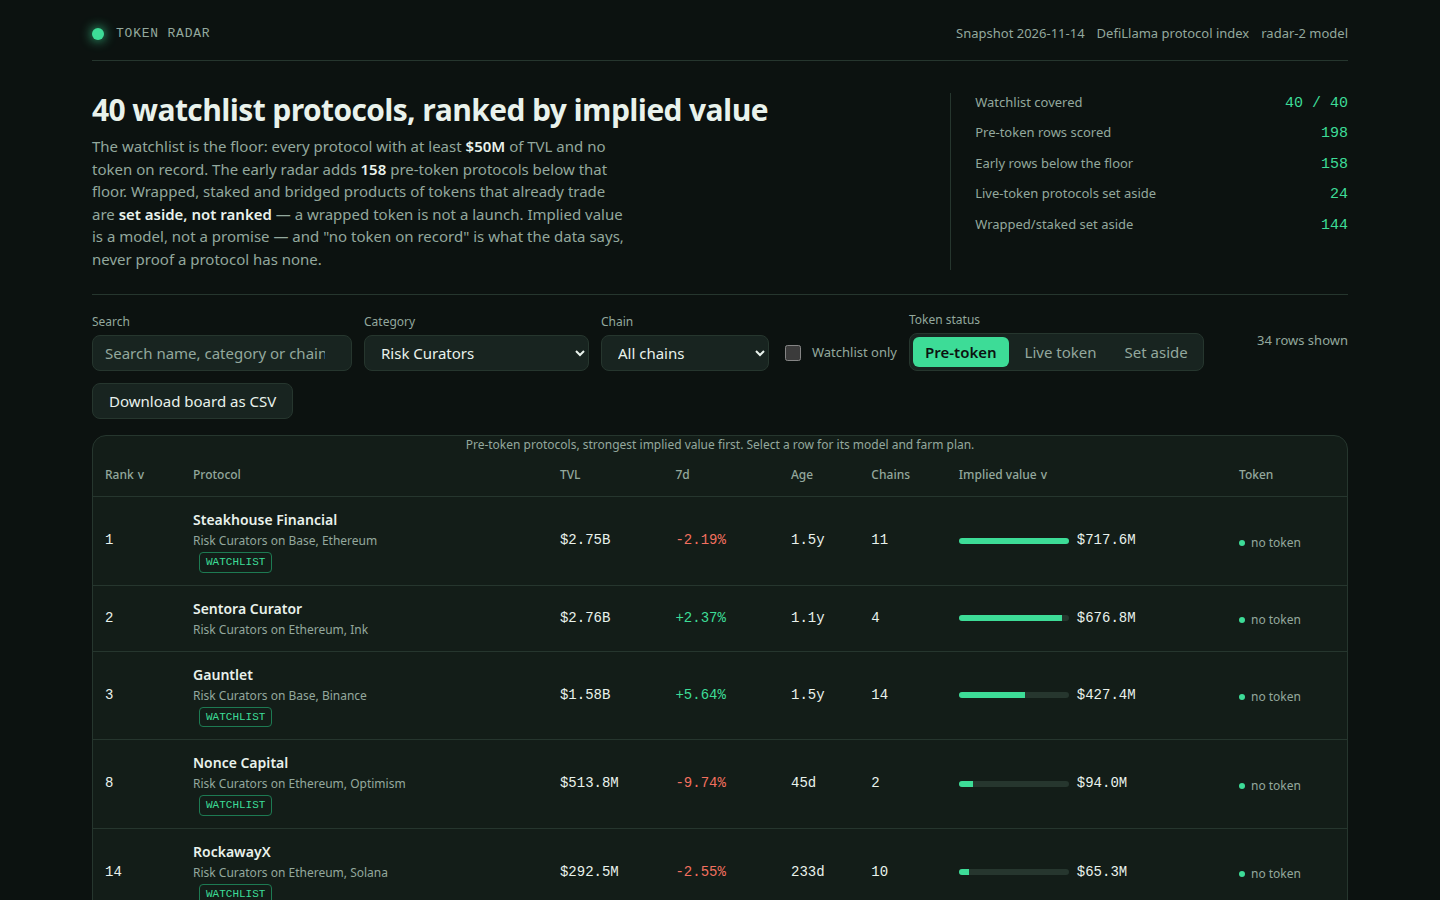 TOKEN RADAR
Snapshot 2026-11-14 DefiLlama protocol index radar-2 model
40 watchlist protocols, ranked by implied value
The watchlist is the floor: every protocol with at least $50M of TVL and no
token on record. The early radar adds 158 pre-token protocols below that
floor. Wrapped, staked and bridged products of tokens that already trade
are set aside, not ranked — a wrapped token is not a launch. Implied value
is a model, not a promise — and "no token on record" is what the data says,
never proof a protocol has none.
Watchlist covered 40 / 40
Pre-token rows scored 198
Early rows below the floor 158
Live-token protocols set aside 24
Wrapped/staked set aside 144
Search Category Chain Token status
Search name, category or chain Risk Curators All chains Watchlist only Pre-token Live token Set aside 34 rows shown
Download board as CSV
Pre-token protocols, strongest implied value first. Select a row for its model and farm plan.
Rank v Protocol TVL 7d Age Chains Implied value v Token
Steakhouse Financial
1 Risk Curators on Base, Ethereum $2.75B -2.19% 1.5y 11 $717.6M no token
WATCHLIST
Sentora Curator
2 Risk Curators on Ethereum, Ink $2.76B +2.37% 1.1y 4 $676.8M no token
Gauntlet
3 Risk Curators on Base, Binance $1.58B +5.64% 1.5y 14 $427.4M no token
WATCHLIST
Nonce Capital
8 Risk Curators on Ethereum, Optimism $513.8M -9.74% 45d 2 $94.0M no token
WATCHLIST
RockawayX
14 Risk Curators on Ethereum, Solana $292.5M -2.55% 233d 10 $65.3M no token
WATCHLIST